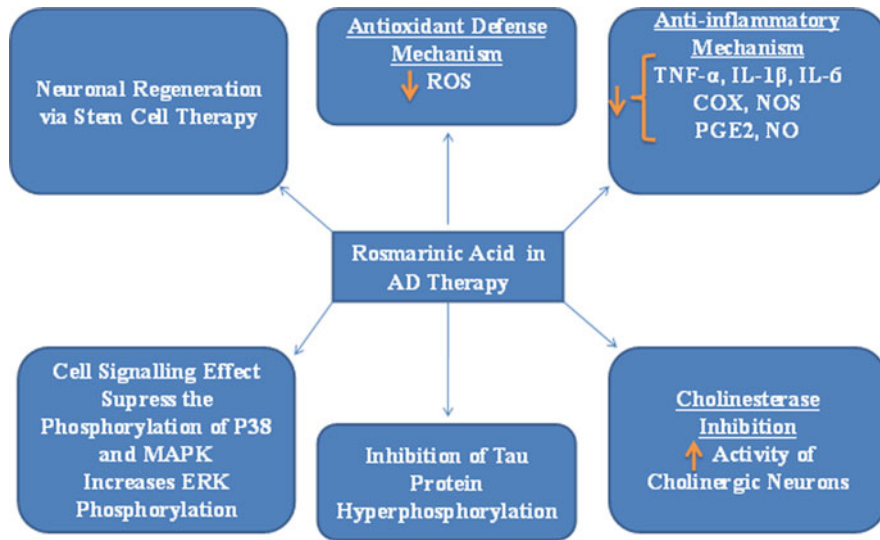 Neuronal Regeneration
via Stem Cell Therapy
Antioxidant Defense
Mechanism
ROS
Anti-inflammatory
Mechanism
TNF-α, IL-1β, IL-6
COX, NOS
PGE2, NO
Rosmarinic Acid in
AD Therapy
Cell Signalling Effect
Supress the
Phosphorylation of P38
and MAPK
Increases ERK
Phosphorylation
Inhibition of Tau
Protein
Hyperphosphorylation
Cholinesterase
Inhibition
Activity of
Cholinergic Neurons